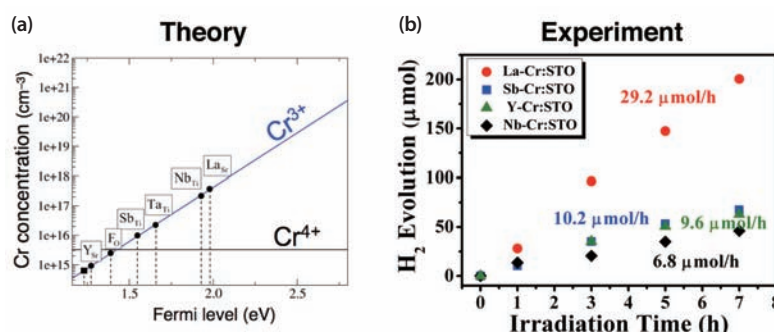 (a)
Theory
Cr concentration (cm⁻³)
1e+22
1e+21
1e+20
1e+19
1e+18
1e+17
1e+16
1e+15
Y_Sr
F_O
Sb_Ti
Ta_Ti
Nb_Ti
La_Sr
Cr³⁺
Cr⁴⁺
1.5
2.0
2.5
Fermi level (eV)
(b)
Experiment
H₂ Evolution (μmol)
200
150
100
50
0
La-Cr:STO
Sb-Cr:STO
Y-Cr:STO
Nb-Cr:STO
29.2 μmol/h
10.2 μmol/h
9.6 μmol/h
6.8 μmol/h
0 1 2 3 4 5 6 7 8
Irradiation Time (h)